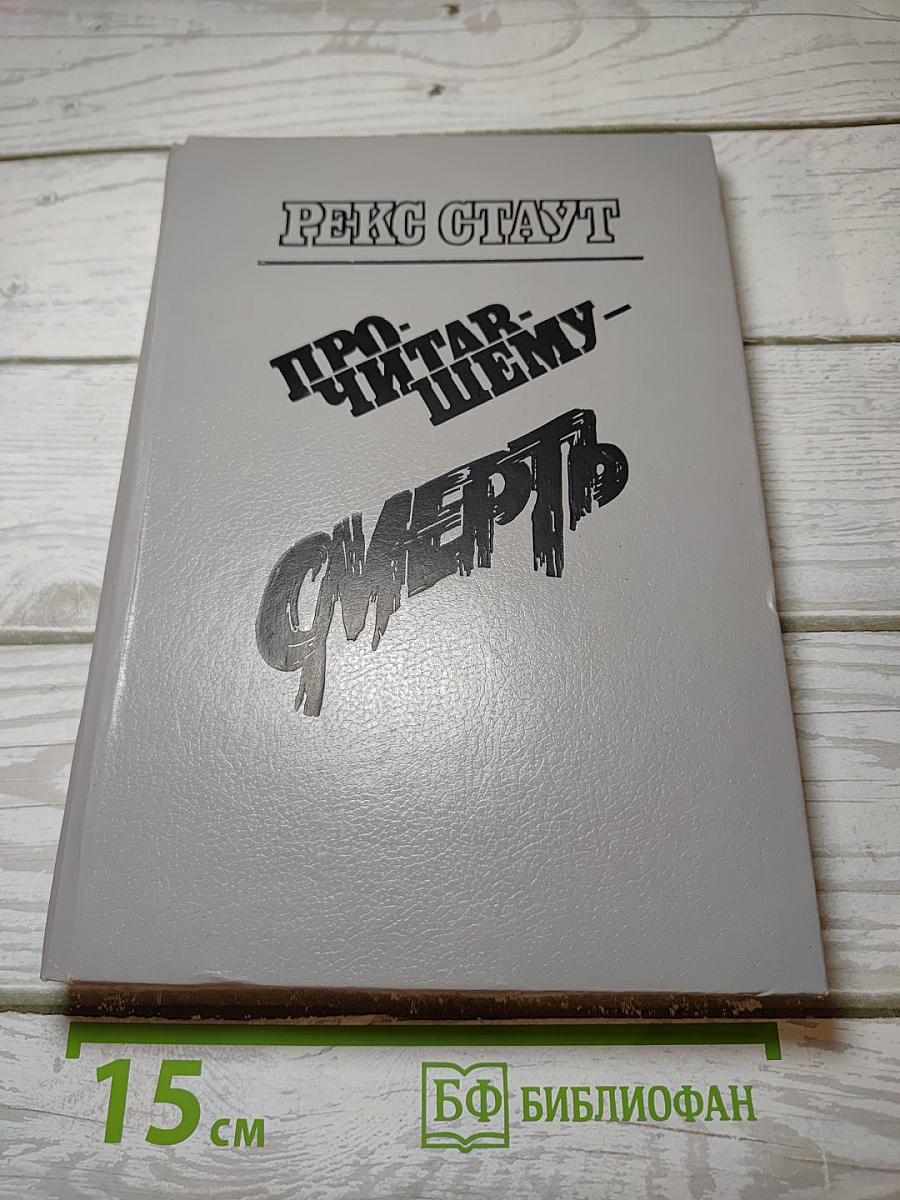 РЕКС СТАУТ
ПРО-
ЧИТАВ-
ШЕМУ –
СМЕРТЬ
15 см
БФ БИБЛИОФАН